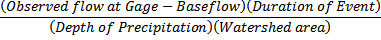 (Observed flow at Gage − Baseflow)(Duration of Event)
(Depth of Precipitation)(Watershed area)